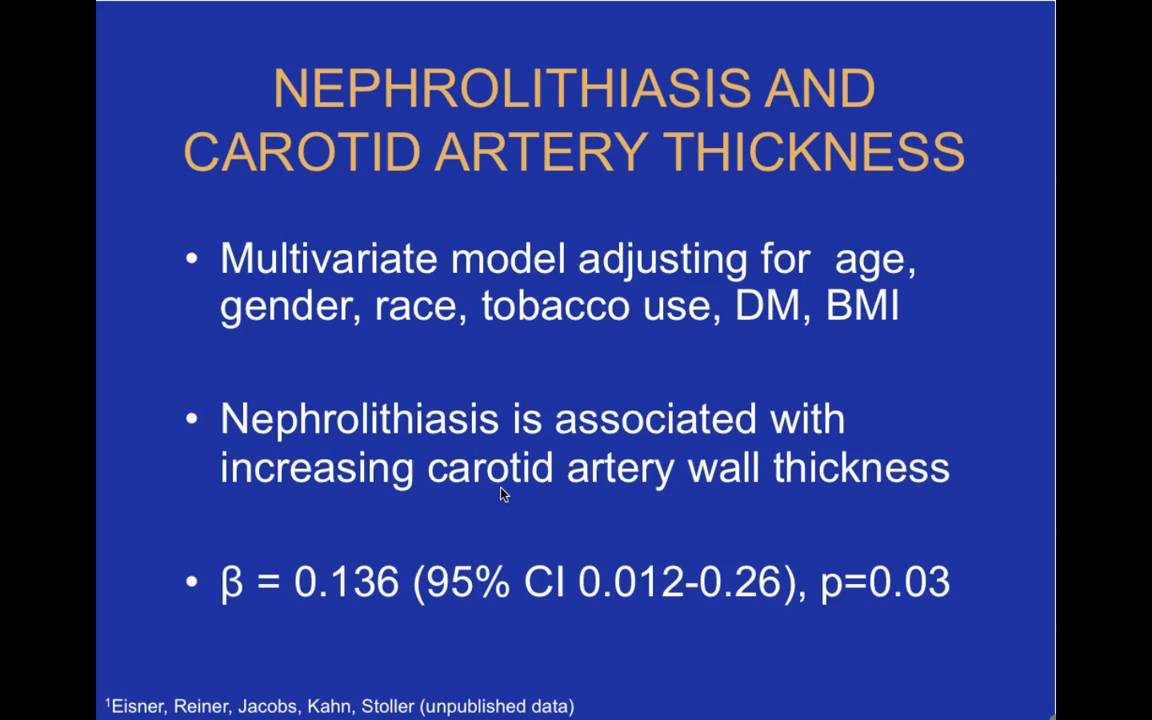 NEPHROLITHIASIS AND
CAROTID ARTERY THICKNESS
• Multivariate model adjusting for  age,
gender, race, tobacco use, DM, BMI
• Nephrolithiasis is associated with
increasing carotid artery wall thickness
• β = 0.136 (95% CI 0.012-0.26), p=0.03
¹Eisner, Reiner, Jacobs, Kahn, Stoller (unpublished data)